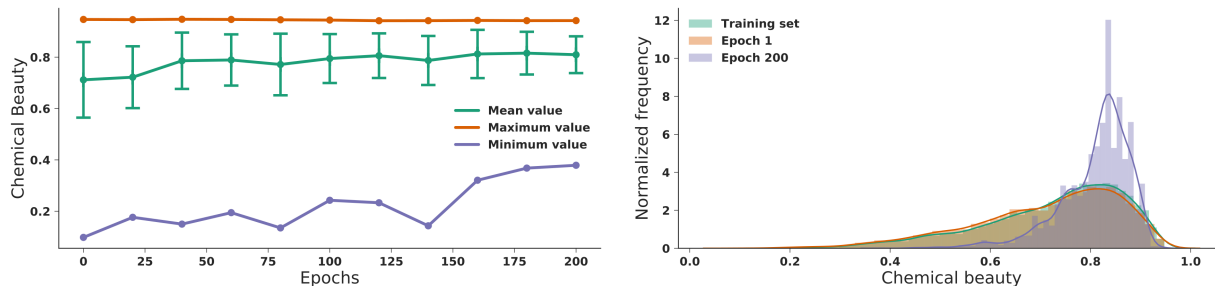 Chemical Beauty
0.8
0.6
0.4
0.2
Mean value
Maximum value
Minimum value
0 25 50 75 100 125 150 175 200
Epochs
Normalized frequency
12
10
8
6
4
2
0
Training set
Epoch 1
Epoch 200
0.0 0.2 0.4 0.6 0.8 1.0
Chemical beauty